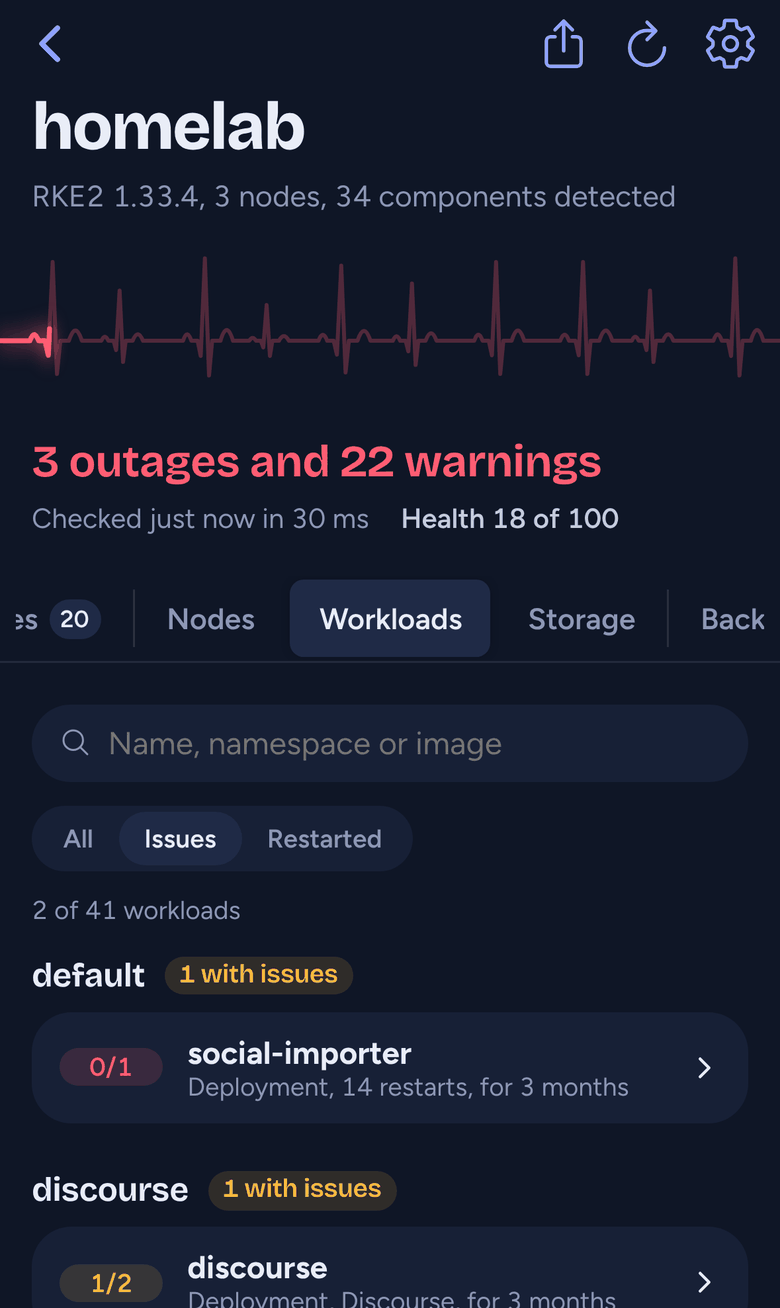 homelab
RKE2 1.33.4, 3 nodes, 34 components detected
3 outages and 22 warnings
Checked just now in 30 ms Health 18 of 100
es 20 Nodes Workloads Storage Back
Name, namespace or image
All Issues Restarted
2 of 41 workloads
default 1 with issues
0/1 social-importer
Deployment, 14 restarts, for 3 months
discourse 1 with issues
1/2 discourse
Deployment, Discourse, for 3 months